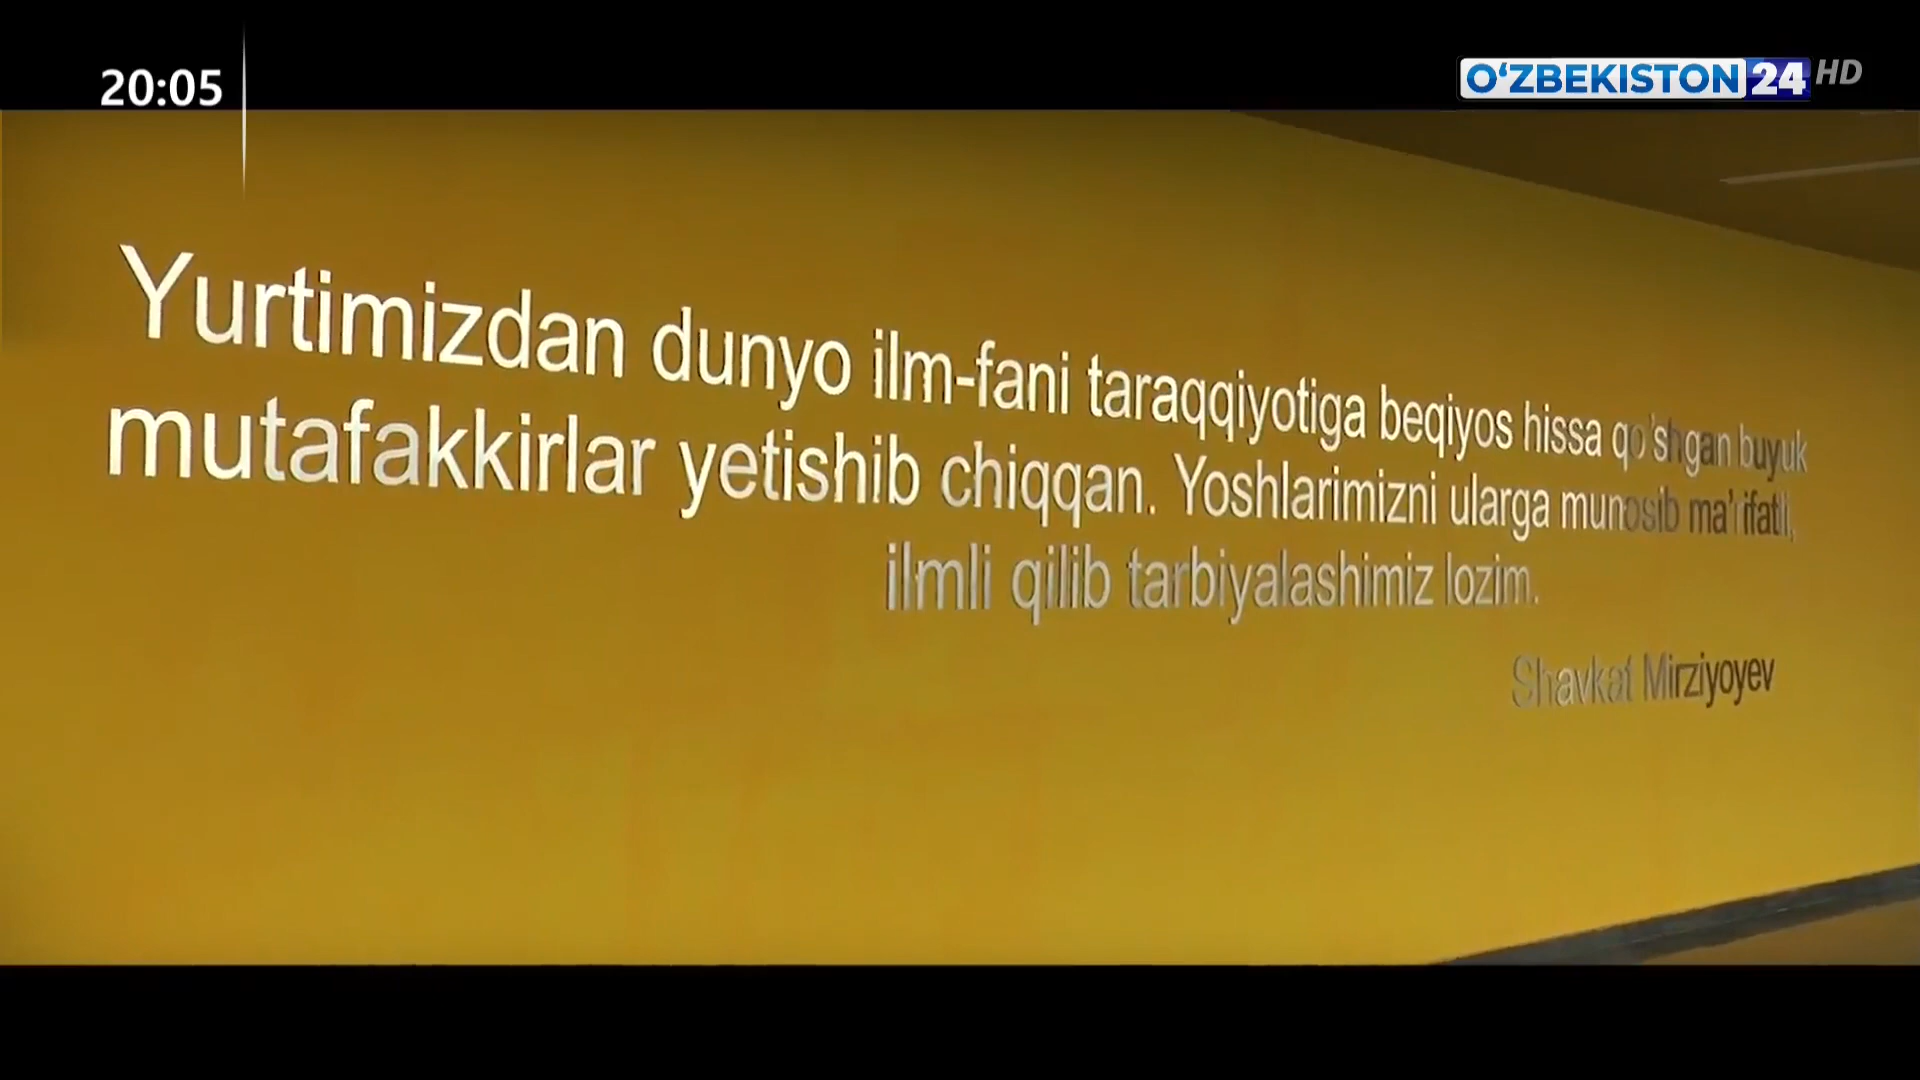 20:05
O‘ZBEKISTON 24 HD
Yurtimizdan dunyo ilm-fani taraqqiyotiga beqiyos hissa qo’shgan buyuk
mutafakkirlar yetishib chiqqan. Yoshlarimizni ularga munosib ma’rifatli,
ilmli qilib tarbiyalashimiz lozim.
Shavkat Mirziyoyev